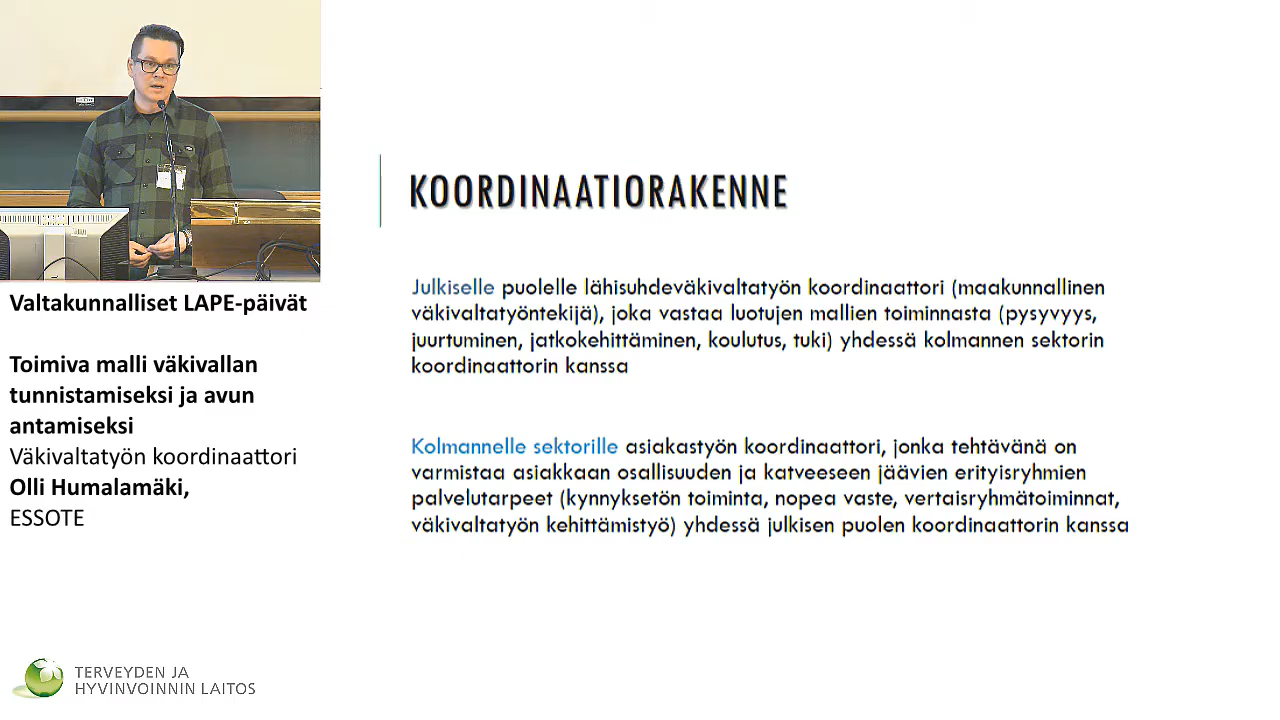 Valtakunnalliset LAPE-päivät
Toimiva malli väkivallan
tunnistamiseksi ja avun
antamiseksi
Väkivaltatyön koordinaattori
Olli Humalamäki,
ESSOTE
TERVEYDEN JA
HYVINVOINNIN LAITOS
KOORDINAATIORAKENNE
Julkiselle puolelle lähisuhdeväkivaltatyön koordinaattori (maakunnallinen
väkivaltatyöntekijä), joka vastaa luotujen mallien toiminnasta (pysyvyys,
juurtuminen, jatkokehittäminen, koulutus, tuki) yhdessä kolmannen sektorin
koordinaattorin kanssa
Kolmannelle sektorille asiakastyön koordinaattori, jonka tehtävänä on
varmistaa asiakkaan osallisuuden ja katveeseen jäävien erityisryhmien
palvelutarpeet (kynnyksetön toiminta, nopea vaste, vertaisryhmätoiminnat,
väkivaltatyön kehittämistyö) yhdessä julkisen puolen koordinaattorin kanssa